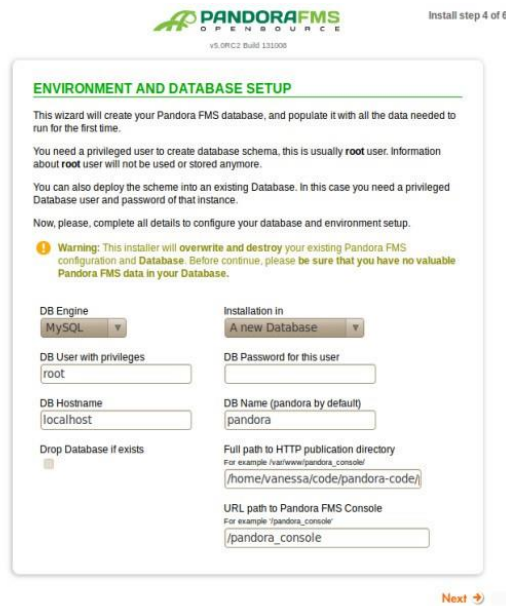 PANDORAFMS
OPENSOURCE
v5.0RC2 Build 131008
Install step 4 of 6
ENVIRONMENT AND DATABASE SETUP
This wizard will create your Pandora FMS database, and populate it with all the data needed to
run for the first time.
You need a privileged user to create database schema, this is usually root user. Information
about root user will not be used or stored anymore.
You can also deploy the scheme into an existing Database. In this case you need a privileged
Database user and password of that instance.
Now, please, complete all details to configure your database and environment setup.
Warning: This installer will overwrite and destroy your existing Pandora FMS
configuration and Database. Before continue, please be sure that you have no valuable
Pandora FMS data in your Database.
DB Engine
MySQL
Installation in
A new Database
DB User with privileges
root
DB Password for this user
DB Hostname
localhost
DB Name (pandora by default)
pandora
Drop Database if exists
Full path to HTTP publication directory
For example /var/www/pandora_console/
/home/vanessa/code/pandora-code/
URL path to Pandora FMS Console
For example '/pandora_console'
/pandora_console
Next